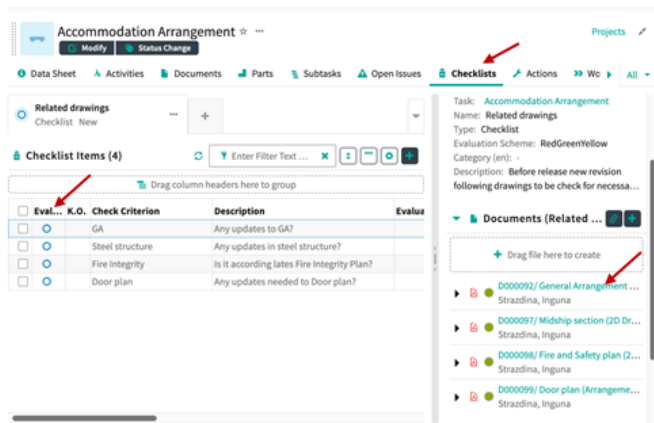 Accommodation Arrangement
Modify
Status Change
Projects
Data Sheet
Activities
Documents
Parts
Subtasks
Open Issues
Checklists
Actions
Wo
All
Related drawings
Checklist New
Task: Accommodation Arrangement
Name: Related drawings
Type: Checklist
Evaluation Scheme: RedGreenYellow
Category (en): -
Description: Before release new revision
following drawings to be check for necessa...
Checklist Items (4)
Enter Filter Text ...
Drag column headers here to group
Eval... K.O. Check Criterion Description Evalua
GA Any updates to GA?
Steel structure Any updates in steel structure?
Fire Integrity Is it according lates Fire Integrity Plan?
Door plan Any updates needed to Door plan?
Documents (Related ...
Drag file here to create
D000092/ General Arrangement ...
Strazdina, Inguna
D000097/ Midship section (2D Dr...
Strazdina, Inguna
D000098/ Fire and Safety plan (2...
Strazdina, Inguna
D000099/ Door plan (Arrangeme...
Strazdina, Inguna